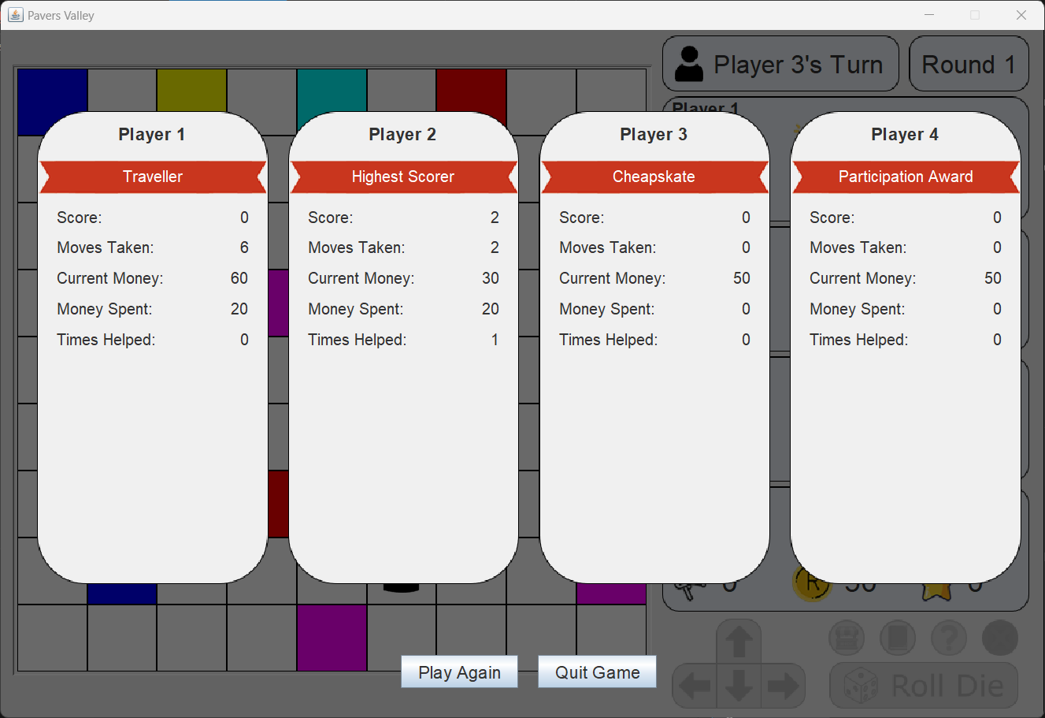 Pavers Valley
Player 3's Turn
Round 1
Player 1
Player 1
Traveller
Score: 0
Moves Taken: 6
Current Money: 60
Money Spent: 20
Times Helped: 0
Player 2
Highest Scorer
Score: 2
Moves Taken: 2
Current Money: 30
Money Spent: 20
Times Helped: 1
Player 3
Cheapskate
Score: 0
Moves Taken: 0
Current Money: 50
Money Spent: 0
Times Helped: 0
Player 4
Participation Award
Score: 0
Moves Taken: 0
Current Money: 50
Money Spent: 0
Times Helped: 0
Play Again
Quit Game
Roll Die